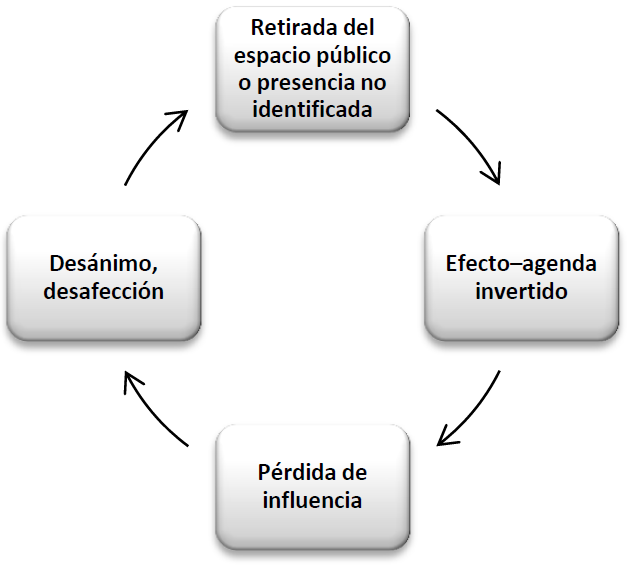 Retirada del
espacio público
o presencia no
identificada
Efecto–agenda
invertido
Pérdida de
influencia
Desánimo,
desafección